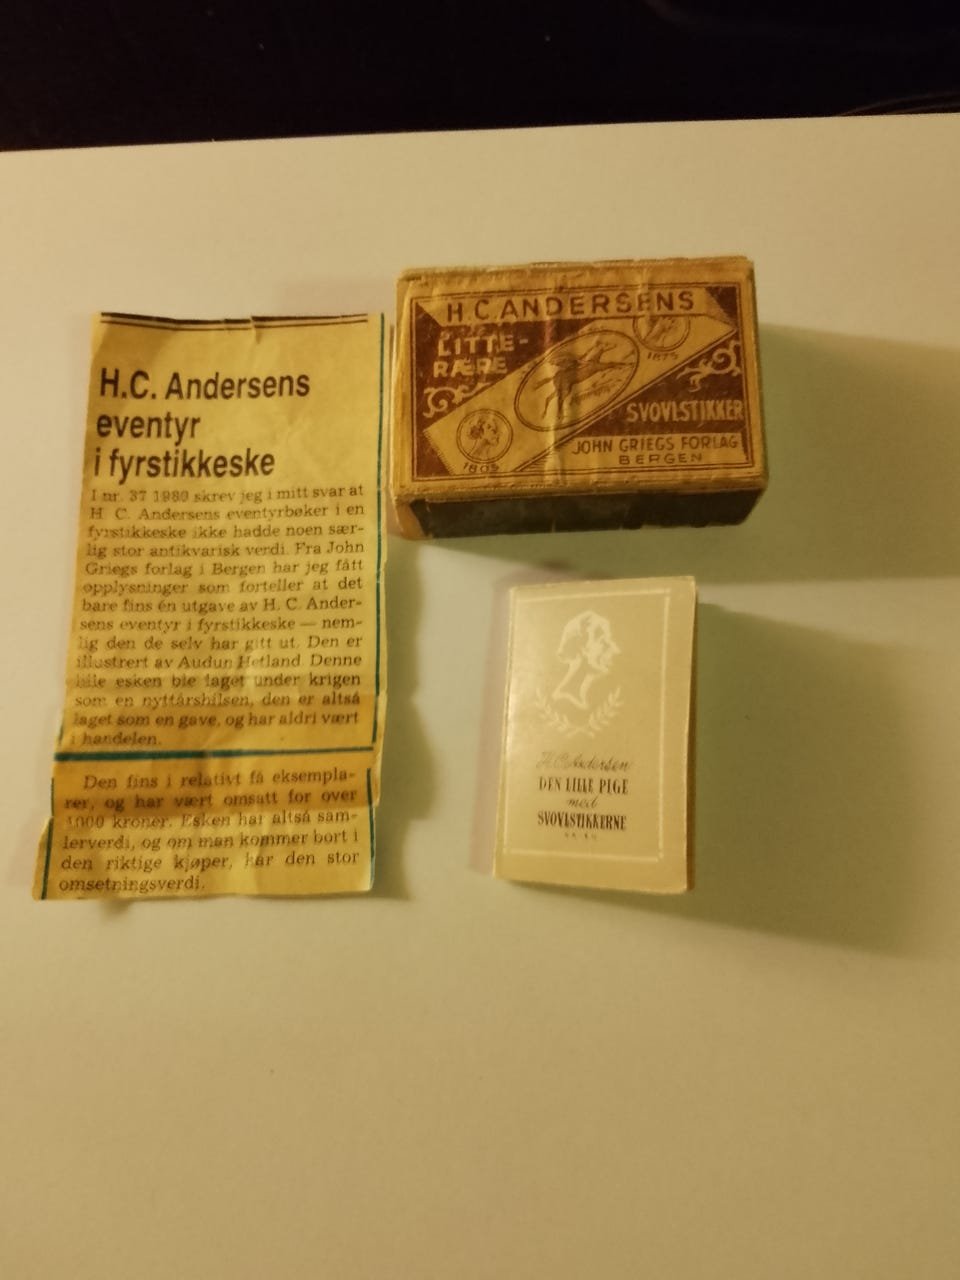 H.C. Andersens
eventyr
i fyrstikkeske
I nr. 37 1980 skrev jeg i mitt svar at
H. C. Andersens eventyrbøker i en
fyrstikkeske ikke hadde noen sær-
lig stor antikvarisk verdi. Fra John
Griegs forlag i Bergen har jeg fått
opplysninger som forteller at det
bare fins én utgave av H. C. Ander-
sens eventyr i fyrstikkeske — nem-
lig den de selv har gitt ut. Den er
illustrert av Audun Hetland. Denne
lille esken ble laget under krigen
som en nyttårshilsen, den er altså
laget som en gave, og har aldri vært
i handelen.
Den fins i relativt få eksempla-
rer, og har vært omsatt for over
1000 kroner. Esken har altså sam-
lerverdi, og om man kommer bort i
den riktige kjøper, har den stor
omsetningsverdi.
H.C. ANDERSENS
LITTE-
RÆRE
1875
SVOVLSTIKKER
1805
JOHN GRIEGS FORLAG
BERGEN
H.C. Andersen
DEN LILLE PIGE
med
SVOVLSTIKKERNE